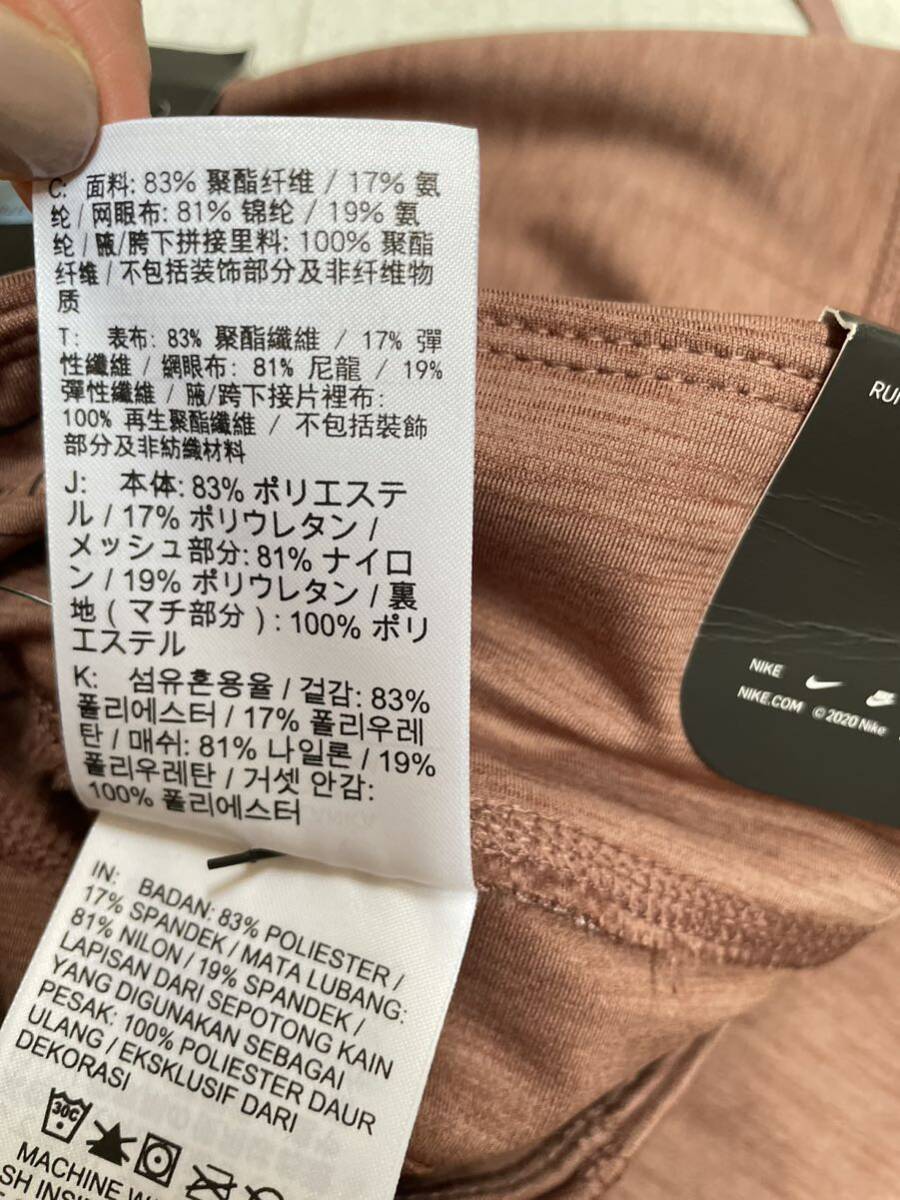 C: 面料: 83% 聚酯纤维 / 17% 氨
纶 / 网眼布: 81% 锦纶 / 19% 氨
纶 / 腋/胯下拼接里料: 100% 聚酯
纤维 / 不包括装饰部分及非纤维物
质
T: 表布: 83% 聚酯纖維 / 17% 彈
性纖維 / 網眼布: 81% 尼龍 / 19%
彈性纖維 / 腋/跨下接片裡布:
100% 再生聚酯纖維 / 不包括裝飾
部分及非紡織材料
J: 本体: 83% ポリエステ
ル / 17% ポリウレタン /
メッシュ部分: 81% ナイロ
ン / 19% ポリウレタン / 裏
地 ( マチ部分 ) : 100% ポリ
エステル
K: 섬유혼용율 / 겉감: 83%
폴리에스터 / 17% 폴리우레
탄 / 매쉬: 81% 나일론 / 19%
폴리우레탄 / 거셋 안감:
100% 폴리에스터
IN: BADAN: 83% POLIESTER /
17% SPANDEK / MATA LUBANG:
81% NILON / 19% SPANDEK /
LAPISAN DARI SEPOTONG KAIN
YANG DIGUNAKAN SEBAGAI
PESAK: 100% POLIESTER DAUR
ULANG / EKSKLUSIF DARI
DEKORASI
30C
MACHINE
NIKE
NIKE.COM © 2020 Nike